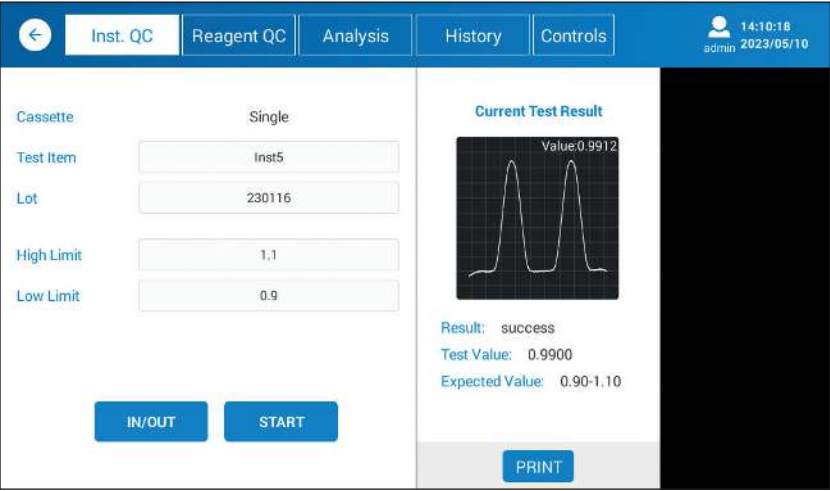 Inst. QC
Reagent QC
Analysis
History
Controls
admin
14:10:18
2023/05/10
Cassette Single
Test Item Inst5
Lot 230116
High Limit 1.1
Low Limit 0.9
IN/OUT
START
Current Test Result
Value:0.9912
Result: success
Test Value: 0.9900
Expected Value: 0.90-1.10
PRINT